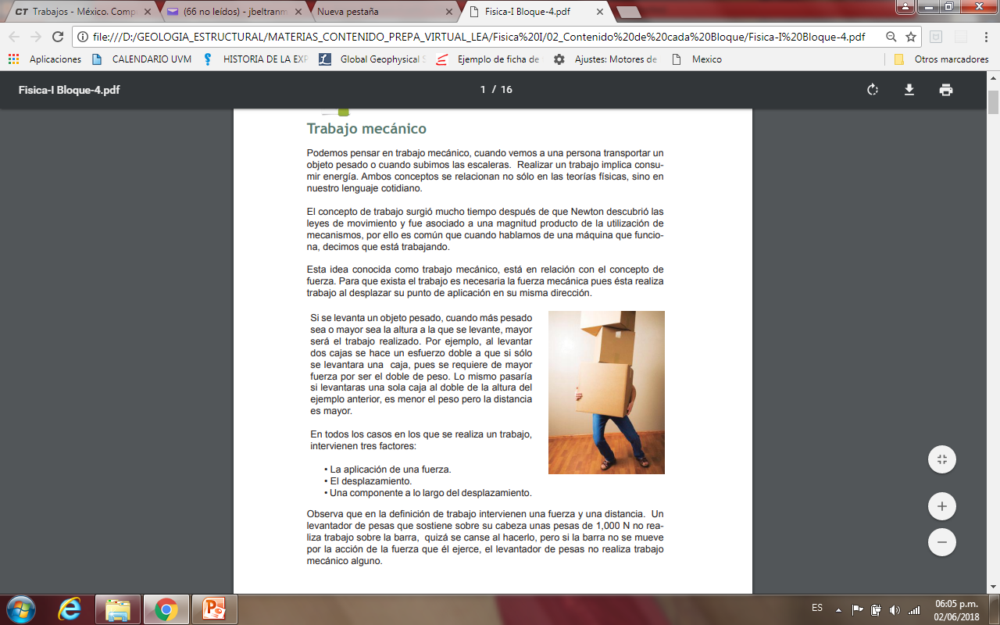 CT Trabajos - México. Comp
(66 no leídos) - jbeltranm
Nueva pestaña
Fisica-I Bloque-4.pdf
file:///D:/GEOLOGIA_ESTRUCTURAL/MATERIAS_CONTENIDO_PREPA_VIRTUAL_LEA/Fisica%20I/02_Contenido%20de%20cada%20Bloque/Fisica-I%20Bloque-4.pdf
Aplicaciones
CALENDARIO UVM
HISTORIA DE LA EXP
Global Geophysical S
Ejemplo de ficha de
Ajustes: Motores de
Mexico
Otros marcadores
Fisica-I Bloque-4.pdf
1 / 16
Trabajo mecánico
Podemos pensar en trabajo mecánico, cuando vemos a una persona transportar un
objeto pesado o cuando subimos las escaleras. Realizar un trabajo implica consu-
mir energía. Ambos conceptos se relacionan no sólo en las teorías físicas, sino en
nuestro lenguaje cotidiano.
El concepto de trabajo surgió mucho tiempo después de que Newton descubrió las
leyes de movimiento y fue asociado a una magnitud producto de la utilización de
mecanismos, por ello es común que cuando hablamos de una máquina que funcio-
na, decimos que está trabajando.
Esta idea conocida como trabajo mecánico, está en relación con el concepto de
fuerza. Para que exista el trabajo es necesaria la fuerza mecánica pues ésta realiza
trabajo al desplazar su punto de aplicación en su misma dirección.
Si se levanta un objeto pesado, cuando más pesado
sea o mayor sea la altura a la que se levante, mayor
será el trabajo realizado. Por ejemplo, al levantar
dos cajas se hace un esfuerzo doble a que si sólo
se levantara una caja, pues se requiere de mayor
fuerza por ser el doble de peso. Lo mismo pasaría
si levantaras una sola caja al doble de la altura del
ejemplo anterior, es menor el peso pero la distancia
es mayor.
En todos los casos en los que se realiza un trabajo,
intervienen tres factores:
• La aplicación de una fuerza.
• El desplazamiento.
• Una componente a lo largo del desplazamiento.
Observa que en la definición de trabajo intervienen una fuerza y una distancia. Un
levantador de pesas que sostiene sobre su cabeza unas pesas de 1,000 N no rea-
liza trabajo sobre la barra, quizá se canse al hacerlo, pero si la barra no se mueve
por la acción de la fuerza que él ejerce, el levantador de pesas no realiza trabajo
mecánico alguno.
ES
06:05 p.m.
02/06/2018